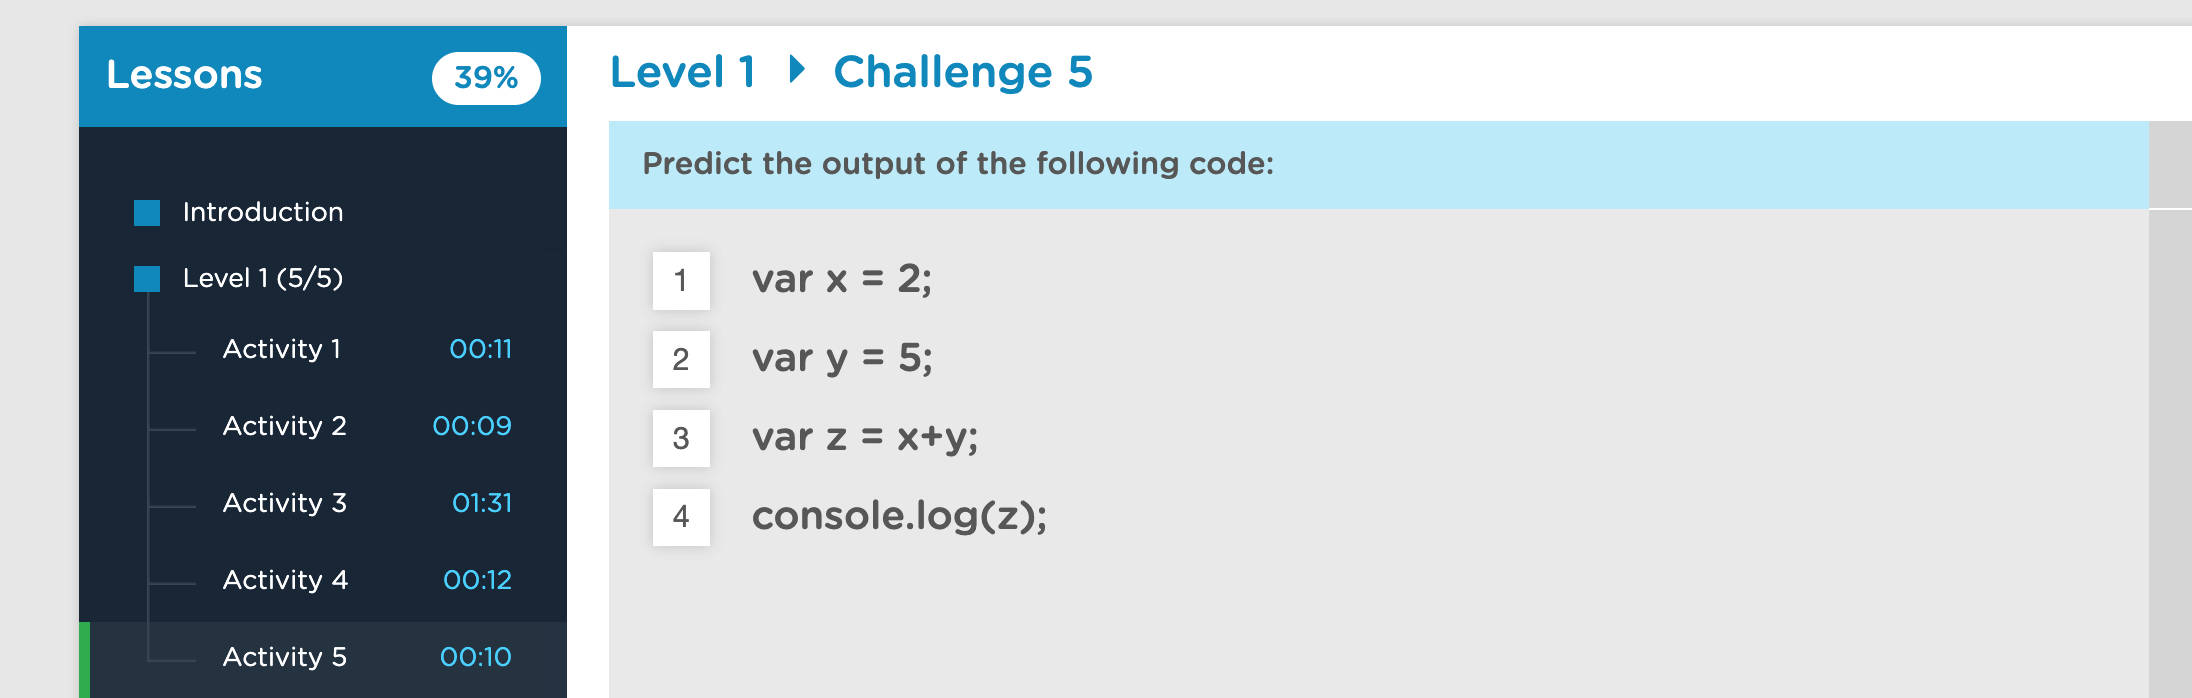 Lessons 39%
Introduction
Level 1 (5/5)
Activity 1 00:11
Activity 2 00:09
Activity 3 01:31
Activity 4 00:12
Activity 5 00:10
Level 1 Challenge 5
Predict the output of the following code:
1 var x = 2;
2 var y = 5;
3 var z = x+y;
4 console.log(z);